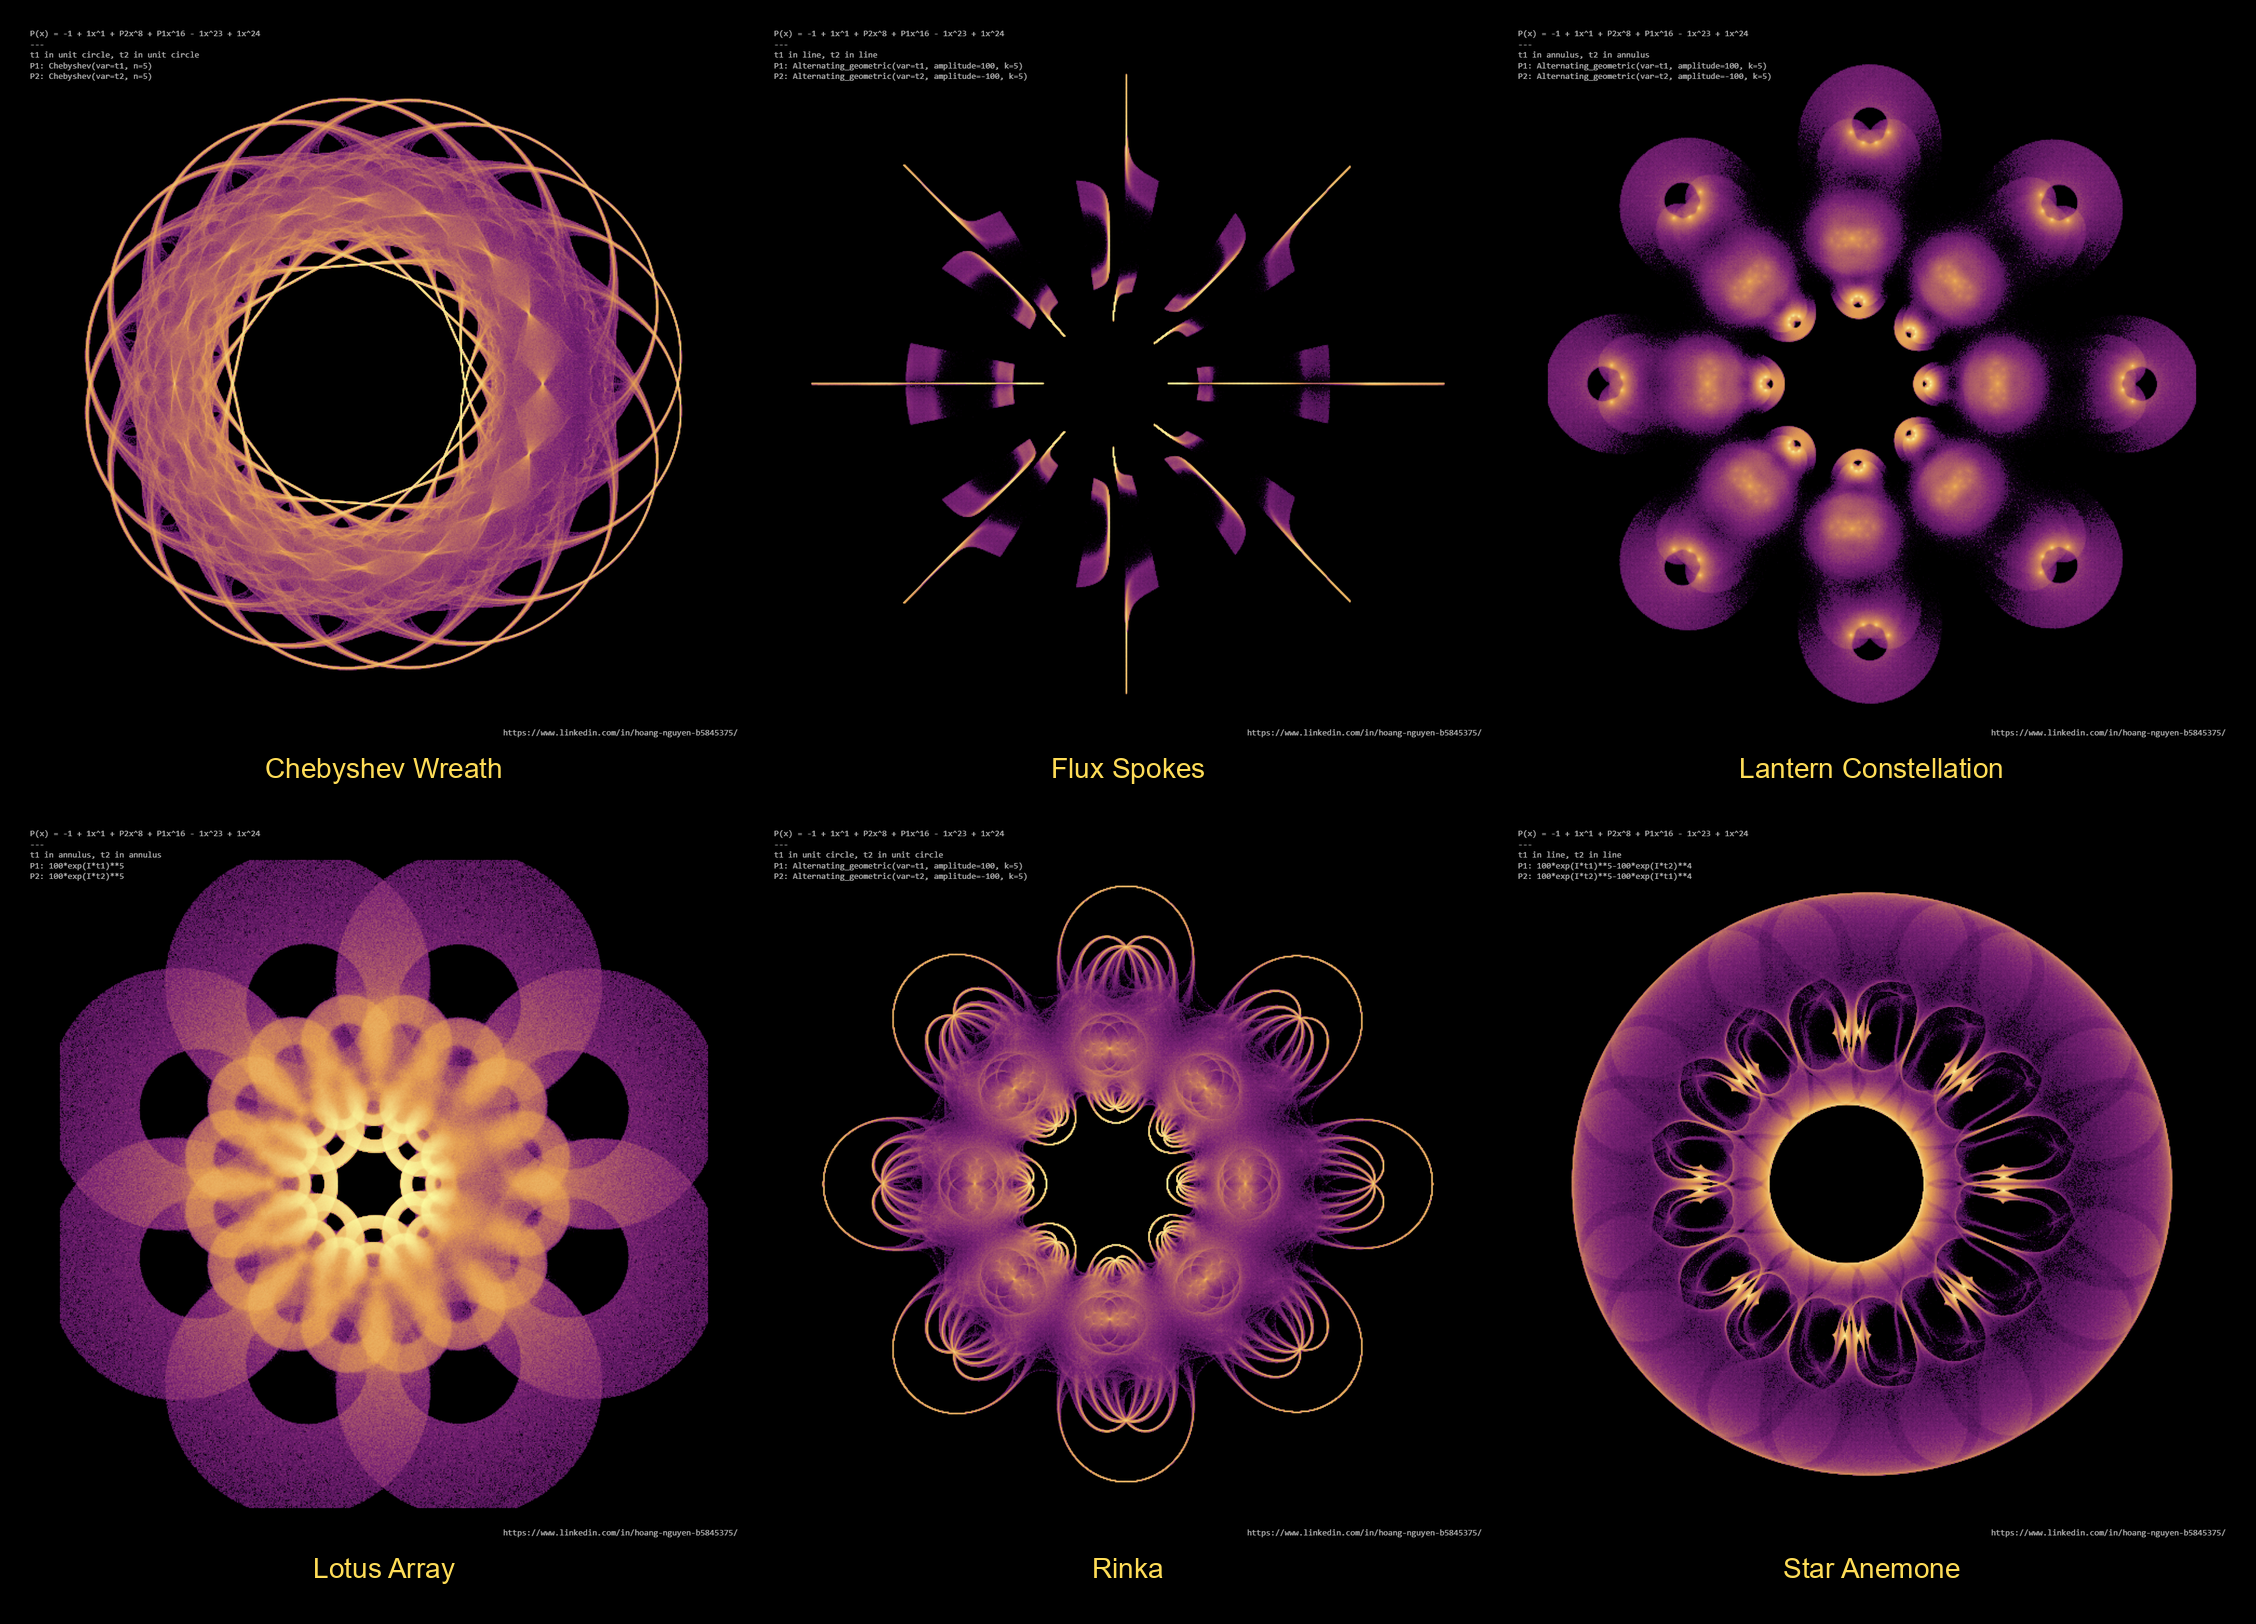 P(x) = -1 + 1x^1 + P2x^8 + P1x^16 - 1x^23 + 1x^24
---
t1 in unit circle, t2 in unit circle
P1: Chebyshev(var=t1, n=5)
P2: Chebyshev(var=t2, n=5)
https://www.linkedin.com/in/hoang-nguyen-b5845375/
Chebyshev Wreath
P(x) = -1 + 1x^1 + P2x^8 + P1x^16 - 1x^23 + 1x^24
---
t1 in line, t2 in line
P1: Alternating_geometric(var=t1, amplitude=100, k=5)
P2: Alternating_geometric(var=t2, amplitude=-100, k=5)
https://www.linkedin.com/in/hoang-nguyen-b5845375/
Flux Spokes
P(x) = -1 + 1x^1 + P2x^8 + P1x^16 - 1x^23 + 1x^24
---
t1 in annulus, t2 in annulus
P1: Alternating_geometric(var=t1, amplitude=100, k=5)
P2: Alternating_geometric(var=t2, amplitude=-100, k=5)
https://www.linkedin.com/in/hoang-nguyen-b5845375/
Lantern Constellation
P(x) = -1 + 1x^1 + P2x^8 + P1x^16 - 1x^23 + 1x^24
---
t1 in annulus, t2 in annulus
P1: 100*exp(I*t1)**5
P2: 100*exp(I*t2)**5
https://www.linkedin.com/in/hoang-nguyen-b5845375/
Lotus Array
P(x) = -1 + 1x^1 + P2x^8 + P1x^16 - 1x^23 + 1x^24
---
t1 in unit circle, t2 in unit circle
P1: Alternating_geometric(var=t1, amplitude=100, k=5)
P2: Alternating_geometric(var=t2, amplitude=-100, k=5)
https://www.linkedin.com/in/hoang-nguyen-b5845375/
Rinka
P(x) = -1 + 1x^1 + P2x^8 + P1x^16 - 1x^23 + 1x^24
---
t1 in line, t2 in line
P1: 100*exp(I*t1)**5-100*exp(I*t2)**4
P2: 100*exp(I*t2)**5-100*exp(I*t1)**4
https://www.linkedin.com/in/hoang-nguyen-b5845375/
Star Anemone